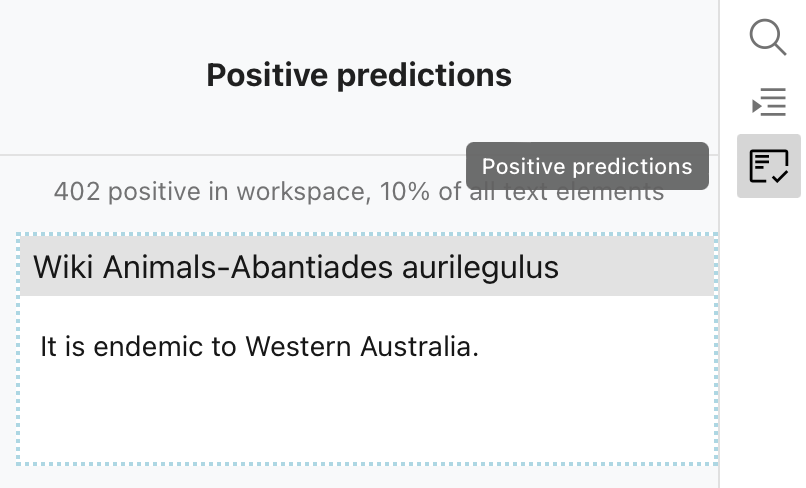 Positive predictions
Positive predictions
402 positive in workspace, 10% of all text elements
Wiki Animals-Abantiades aurilegulus
It is endemic to Western Australia.